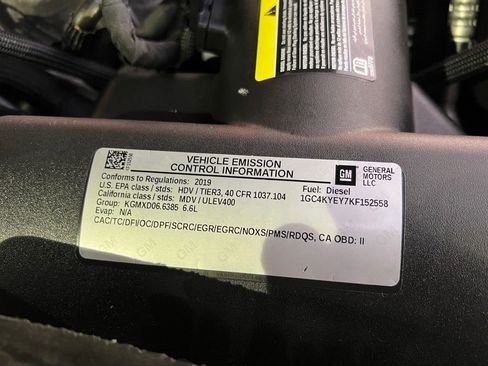 VEHICLE EMISSION
CONTROL INFORMATION
GM
GENERAL
MOTORS
LLC
Conforms to Regulations: 2019
U.S. EPA class / stds: HDV / TIER3, 40 CFR 1037.104
California class / stds: MDV / ULEV400
Group: KGMXD06.6385 6.6L
Evap: N/A
Fuel: Diesel
1GC4KYEY7KF152558
CAC/TC/DFI/OC/DPF/SCRC/EGR/EGRC/NOXS/PMS/RDQS, CA OBD: II